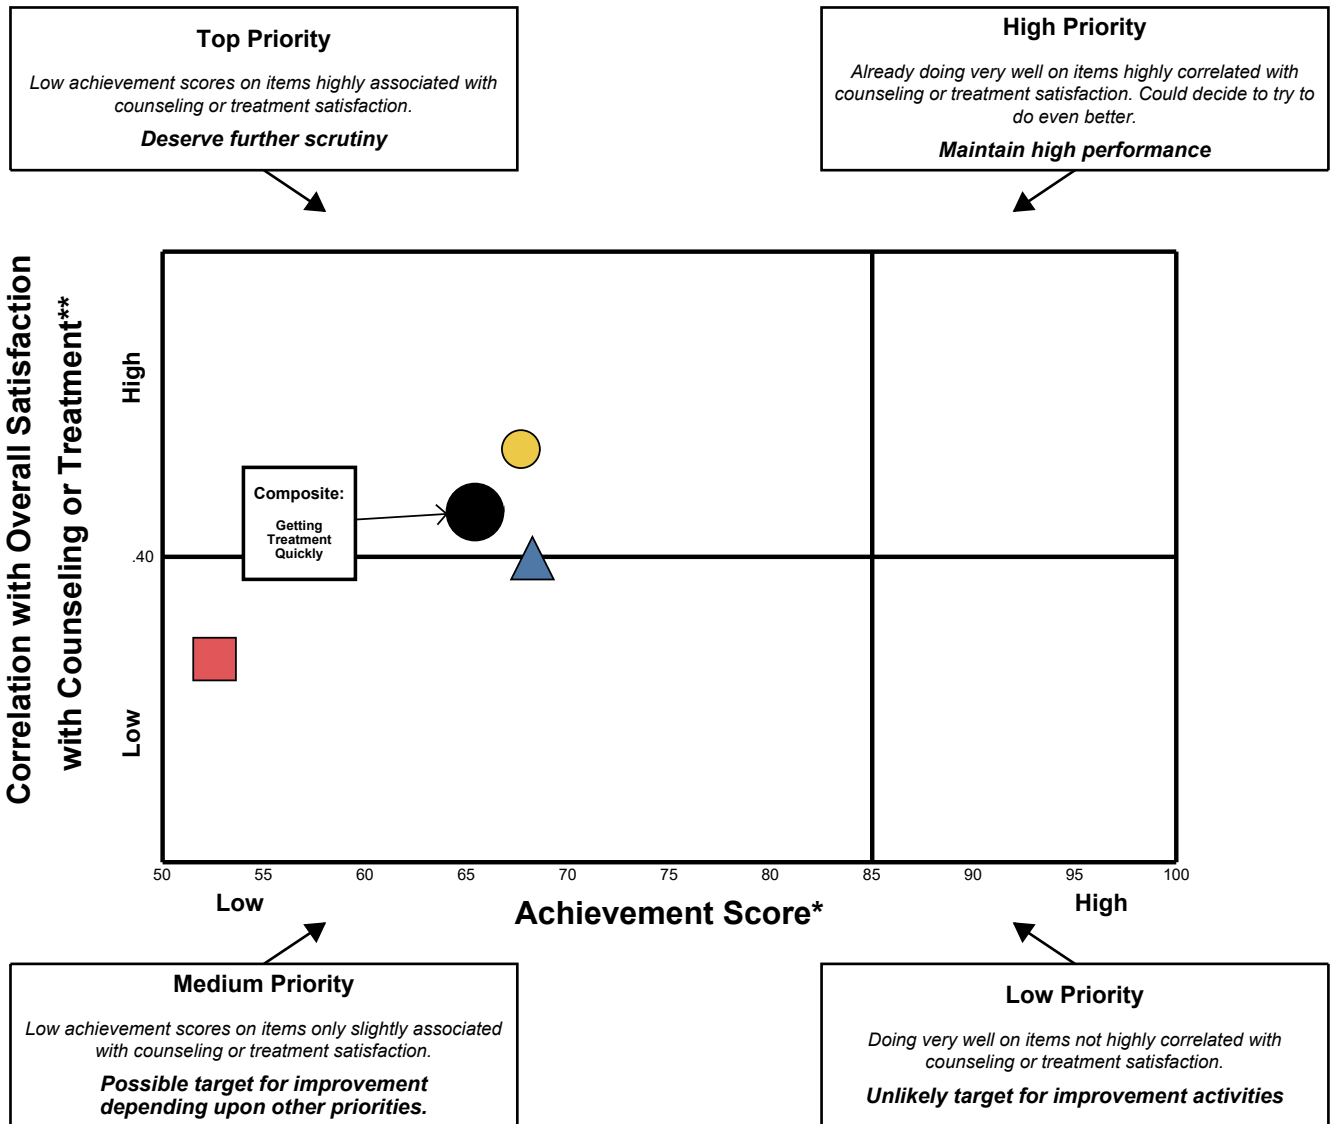 Top Priority
Low achievement scores on items highly associated with
counseling or treatment satisfaction.
Deserve further scrutiny
High Priority
Already doing very well on items highly correlated with
counseling or treatment satisfaction. Could decide to try to
do even better.
Maintain high performance
Correlation with Overall Satisfaction
with Counseling or Treatment**
High
.40
Low
Composite:
Getting
Treatment
Quickly
50 55 60 65 70 75 80 85 90 95 100
Low
Achievement Score*
High
Medium Priority
Low achievement scores on items only slightly associated
with counseling or treatment satisfaction.
Possible target for improvement
depending upon other priorities.
Low Priority
Doing very well on items not highly correlated with
counseling or treatment satisfaction.
Unlikely target for improvement activities